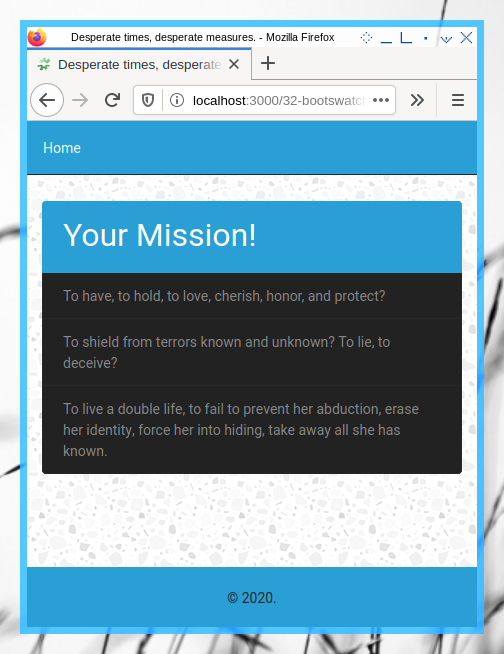 Desperate times, desperate measures. - Mozilla Firefox
Desperate times, desperate
localhost:3000/32-bootswatc
Home
Your Mission!
To have, to hold, to love, cherish, honor, and protect?
To shield from terrors known and unknown? To lie, to
deceive?
To live a double life, to fail to prevent her abduction, erase
her identity, force her into hiding, take away all she has
known.
© 2020.